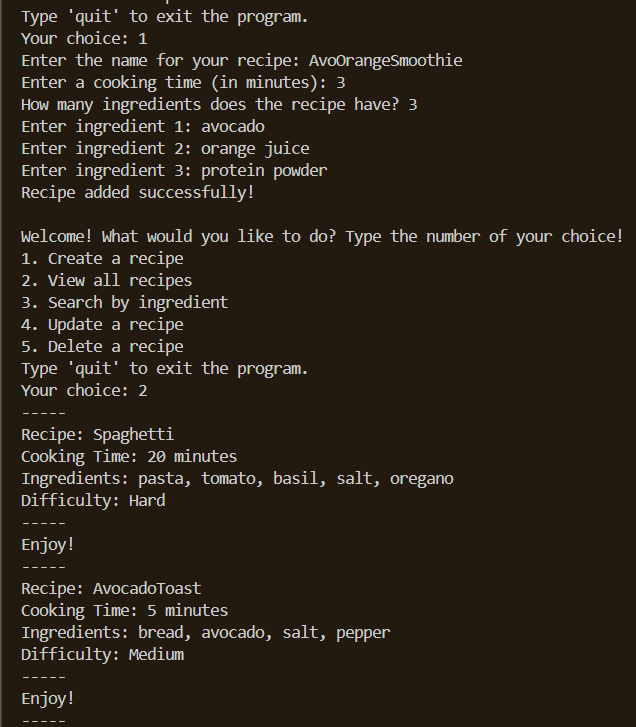 Type 'quit' to exit the program.
Your choice: 1
Enter the name for your recipe: AvoOrangeSmoothie
Enter a cooking time (in minutes): 3
How many ingredients does the recipe have? 3
Enter ingredient 1: avocado
Enter ingredient 2: orange juice
Enter ingredient 3: protein powder
Recipe added successfully!
Welcome! What would you like to do? Type the number of your choice!
1. Create a recipe
2. View all recipes
3. Search by ingredient
4. Update a recipe
5. Delete a recipe
Type 'quit' to exit the program.
Your choice: 2
-----
Recipe: Spaghetti
Cooking Time: 20 minutes
Ingredients: pasta, tomato, basil, salt, oregano
Difficulty: Hard
-----
Enjoy!
-----
Recipe: AvocadoToast
Cooking Time: 5 minutes
Ingredients: bread, avocado, salt, pepper
Difficulty: Medium
-----
Enjoy!
-----